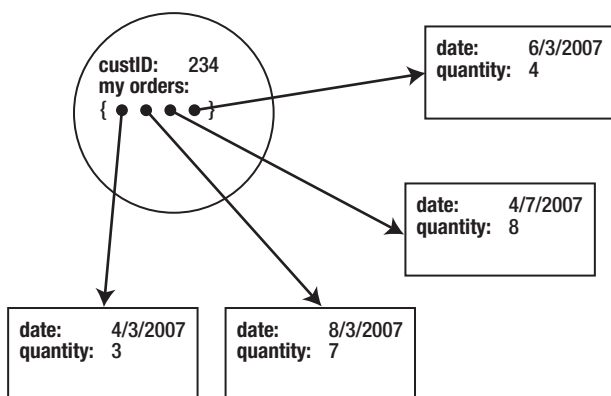 custID: 234
my orders:
{ }
date: 6/3/2007
quantity: 4
date: 4/7/2007
quantity: 8
date: 4/3/2007
quantity: 3
date: 8/3/2007
quantity: 7